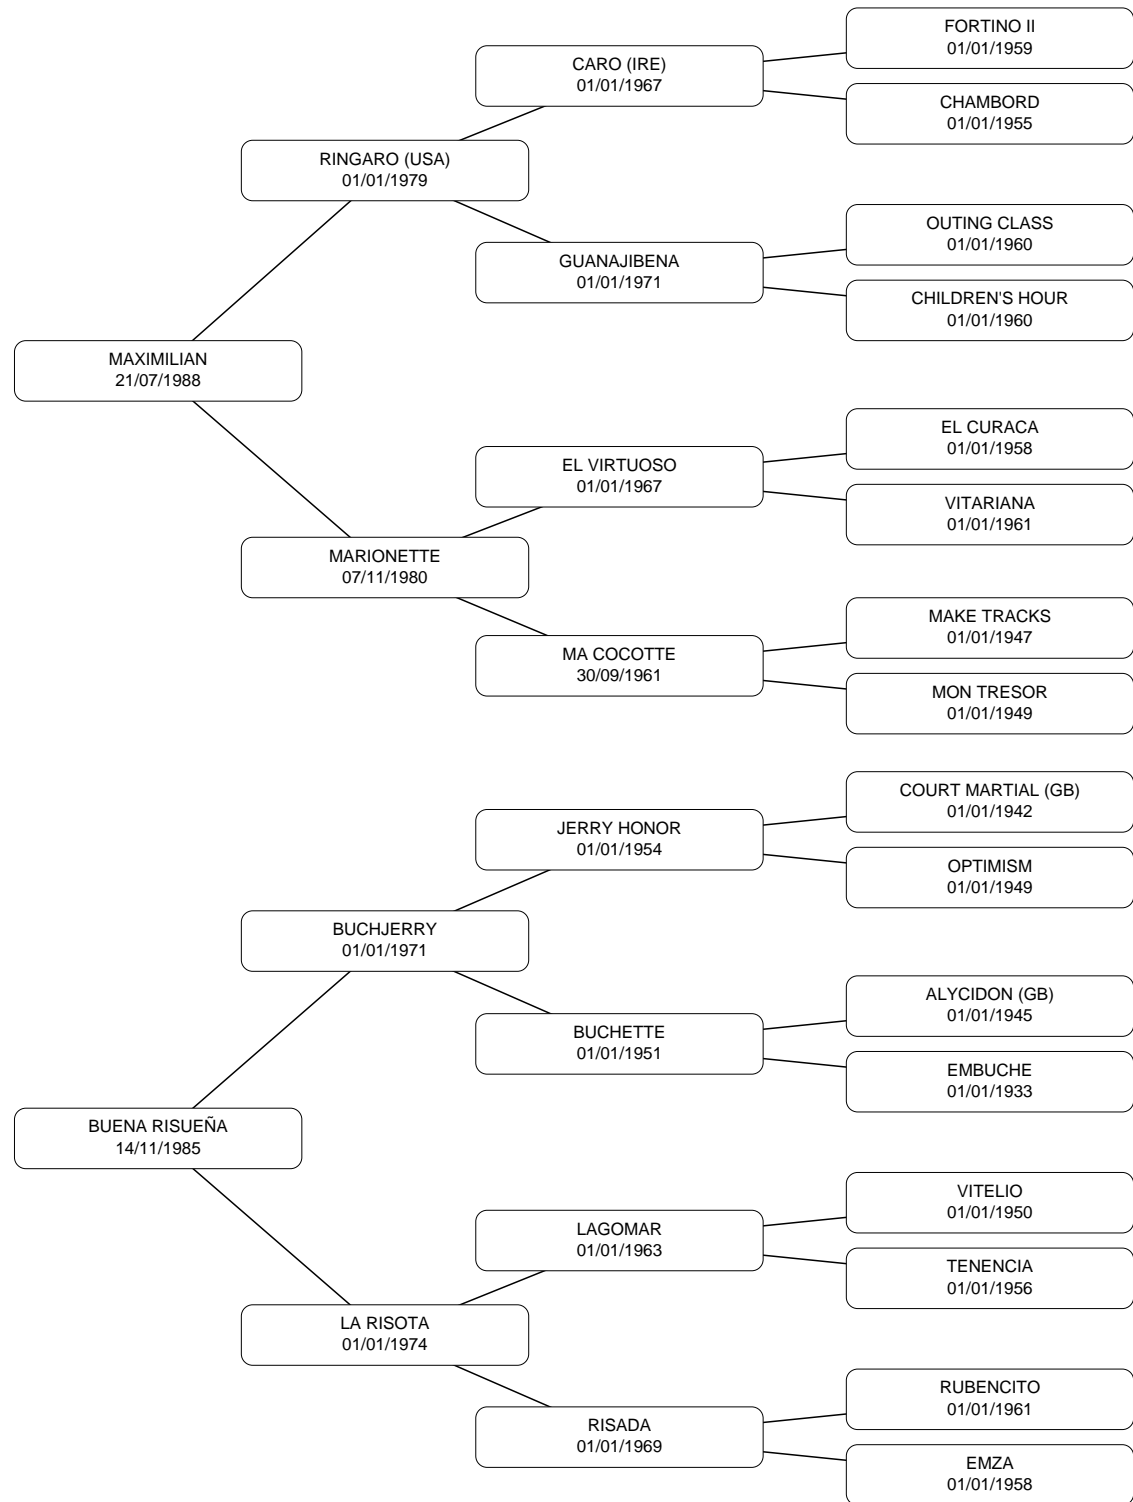 FORTINO II
01/01/1959
CARO (IRE)
01/01/1967
CHAMBORD
01/01/1955
RINGARO (USA)
01/01/1979
OUTING CLASS
01/01/1960
GUANAJIBENA
01/01/1971
CHILDREN'S HOUR
01/01/1960
MAXIMILIAN
21/07/1988
EL CURACA
01/01/1958
EL VIRTUOSO
01/01/1967
VITARIANA
01/01/1961
MARIONETTE
07/11/1980
MAKE TRACKS
01/01/1947
MA COCOTTE
30/09/1961
MON TRESOR
01/01/1949
COURT MARTIAL (GB)
01/01/1942
JERRY HONOR
01/01/1954
OPTIMISM
01/01/1949
BUCHJERRY
01/01/1971
ALYCIDON (GB)
01/01/1945
BUCHETTE
01/01/1951
EMBUCHE
01/01/1933
BUENA RISUEÑA
14/11/1985
VITELIO
01/01/1950
LAGOMAR
01/01/1963
TENENCIA
01/01/1956
LA RISOTA
01/01/1974
RUBENCITO
01/01/1961
RISADA
01/01/1969
EMZA
01/01/1958